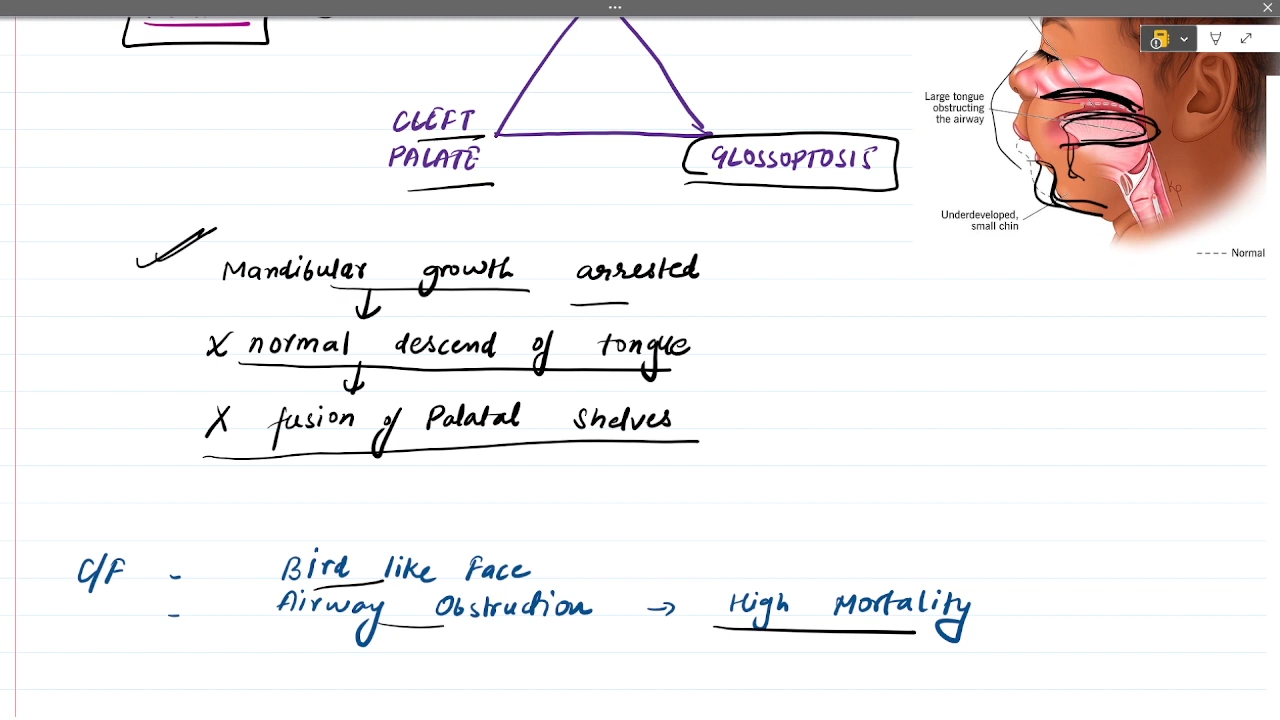 CLEFT
PALATE
GLOSSOPTOSIS
Large tongue
obstructing
the airway
Underdeveloped,
small chin
---- Normal
Mandibular growth arrested
↓
X normal descend of tongue
↓
X fusion of Palatal shelves
C/F - Bird like Face
- Airway Obstruction → High Mortality